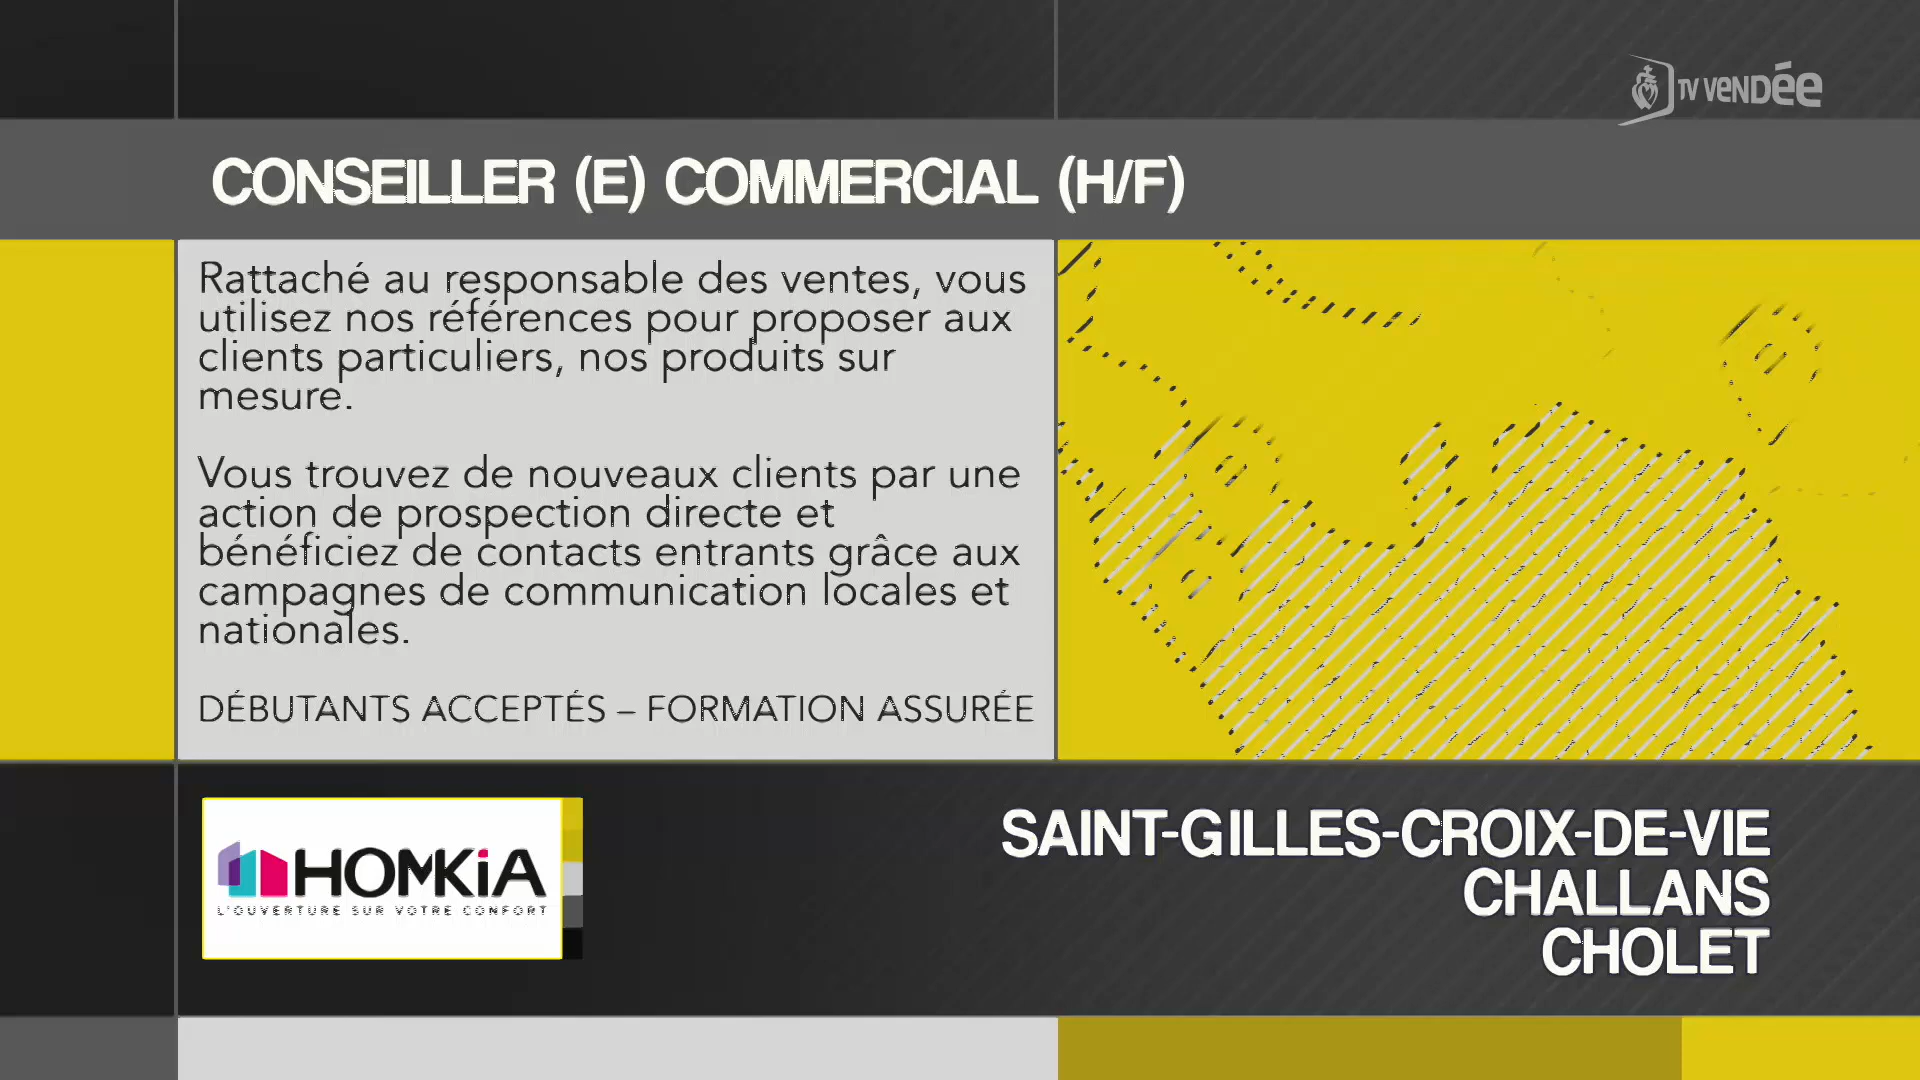 TV VENDÉE
CONSEILLER (E) COMMERCIAL (H/F)
Rattaché au responsable des ventes, vous
utilisez nos références pour proposer aux
clients particuliers, nos produits sur
mesure.
Vous trouvez de nouveaux clients par une
action de prospection directe et
bénéficiez de contacts entrants grâce aux
campagnes de communication locales et
nationales.
DÉBUTANTS ACCEPTÉS – FORMATION ASSURÉE
HOMKiA
L'OUVERTURE SUR VOTRE CONFORT
SAINT-GILLES-CROIX-DE-VIE
CHALLANS
CHOLET